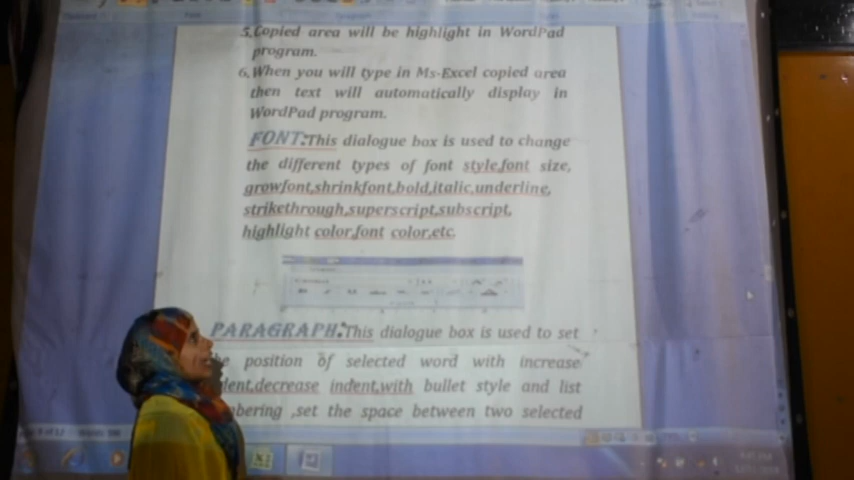 5.Copied area will be highlight in WordPad
program.
6,When you will type in Ms-Excel copied area
then text will automatically display in
WordPad program.
FONT:This dialogue box is used to change
the different types of font style,font size,
growfont,shrinkfont,bold,italic,underline,
strikethrough,superscript,subscript,
highlight color,font color,etc.
PARAGRAPH:This dialogue box is used to set
position of selected word with increase
decrease indent,with bullet style and list
,set the space between two selected